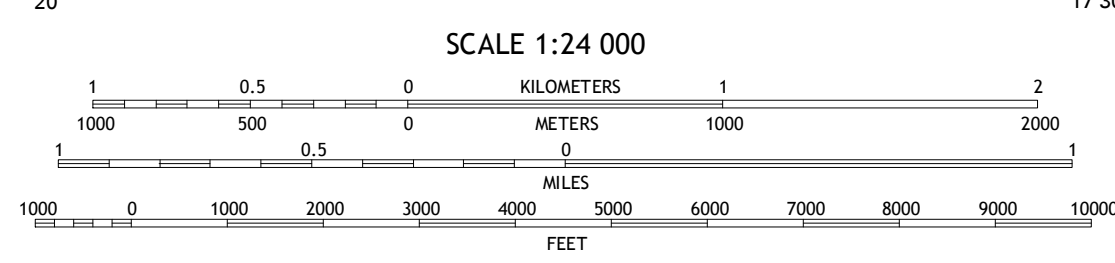 20 17 30
SCALE 1:24 000
1 0.5 0 KILOMETERS 1 2
1000 500 0 METERS 1000 2000
1 0.5 0 1
MILES
1000 0 1000 2000 3000 4000 5000 6000 7000 8000 9000 10000
FEET